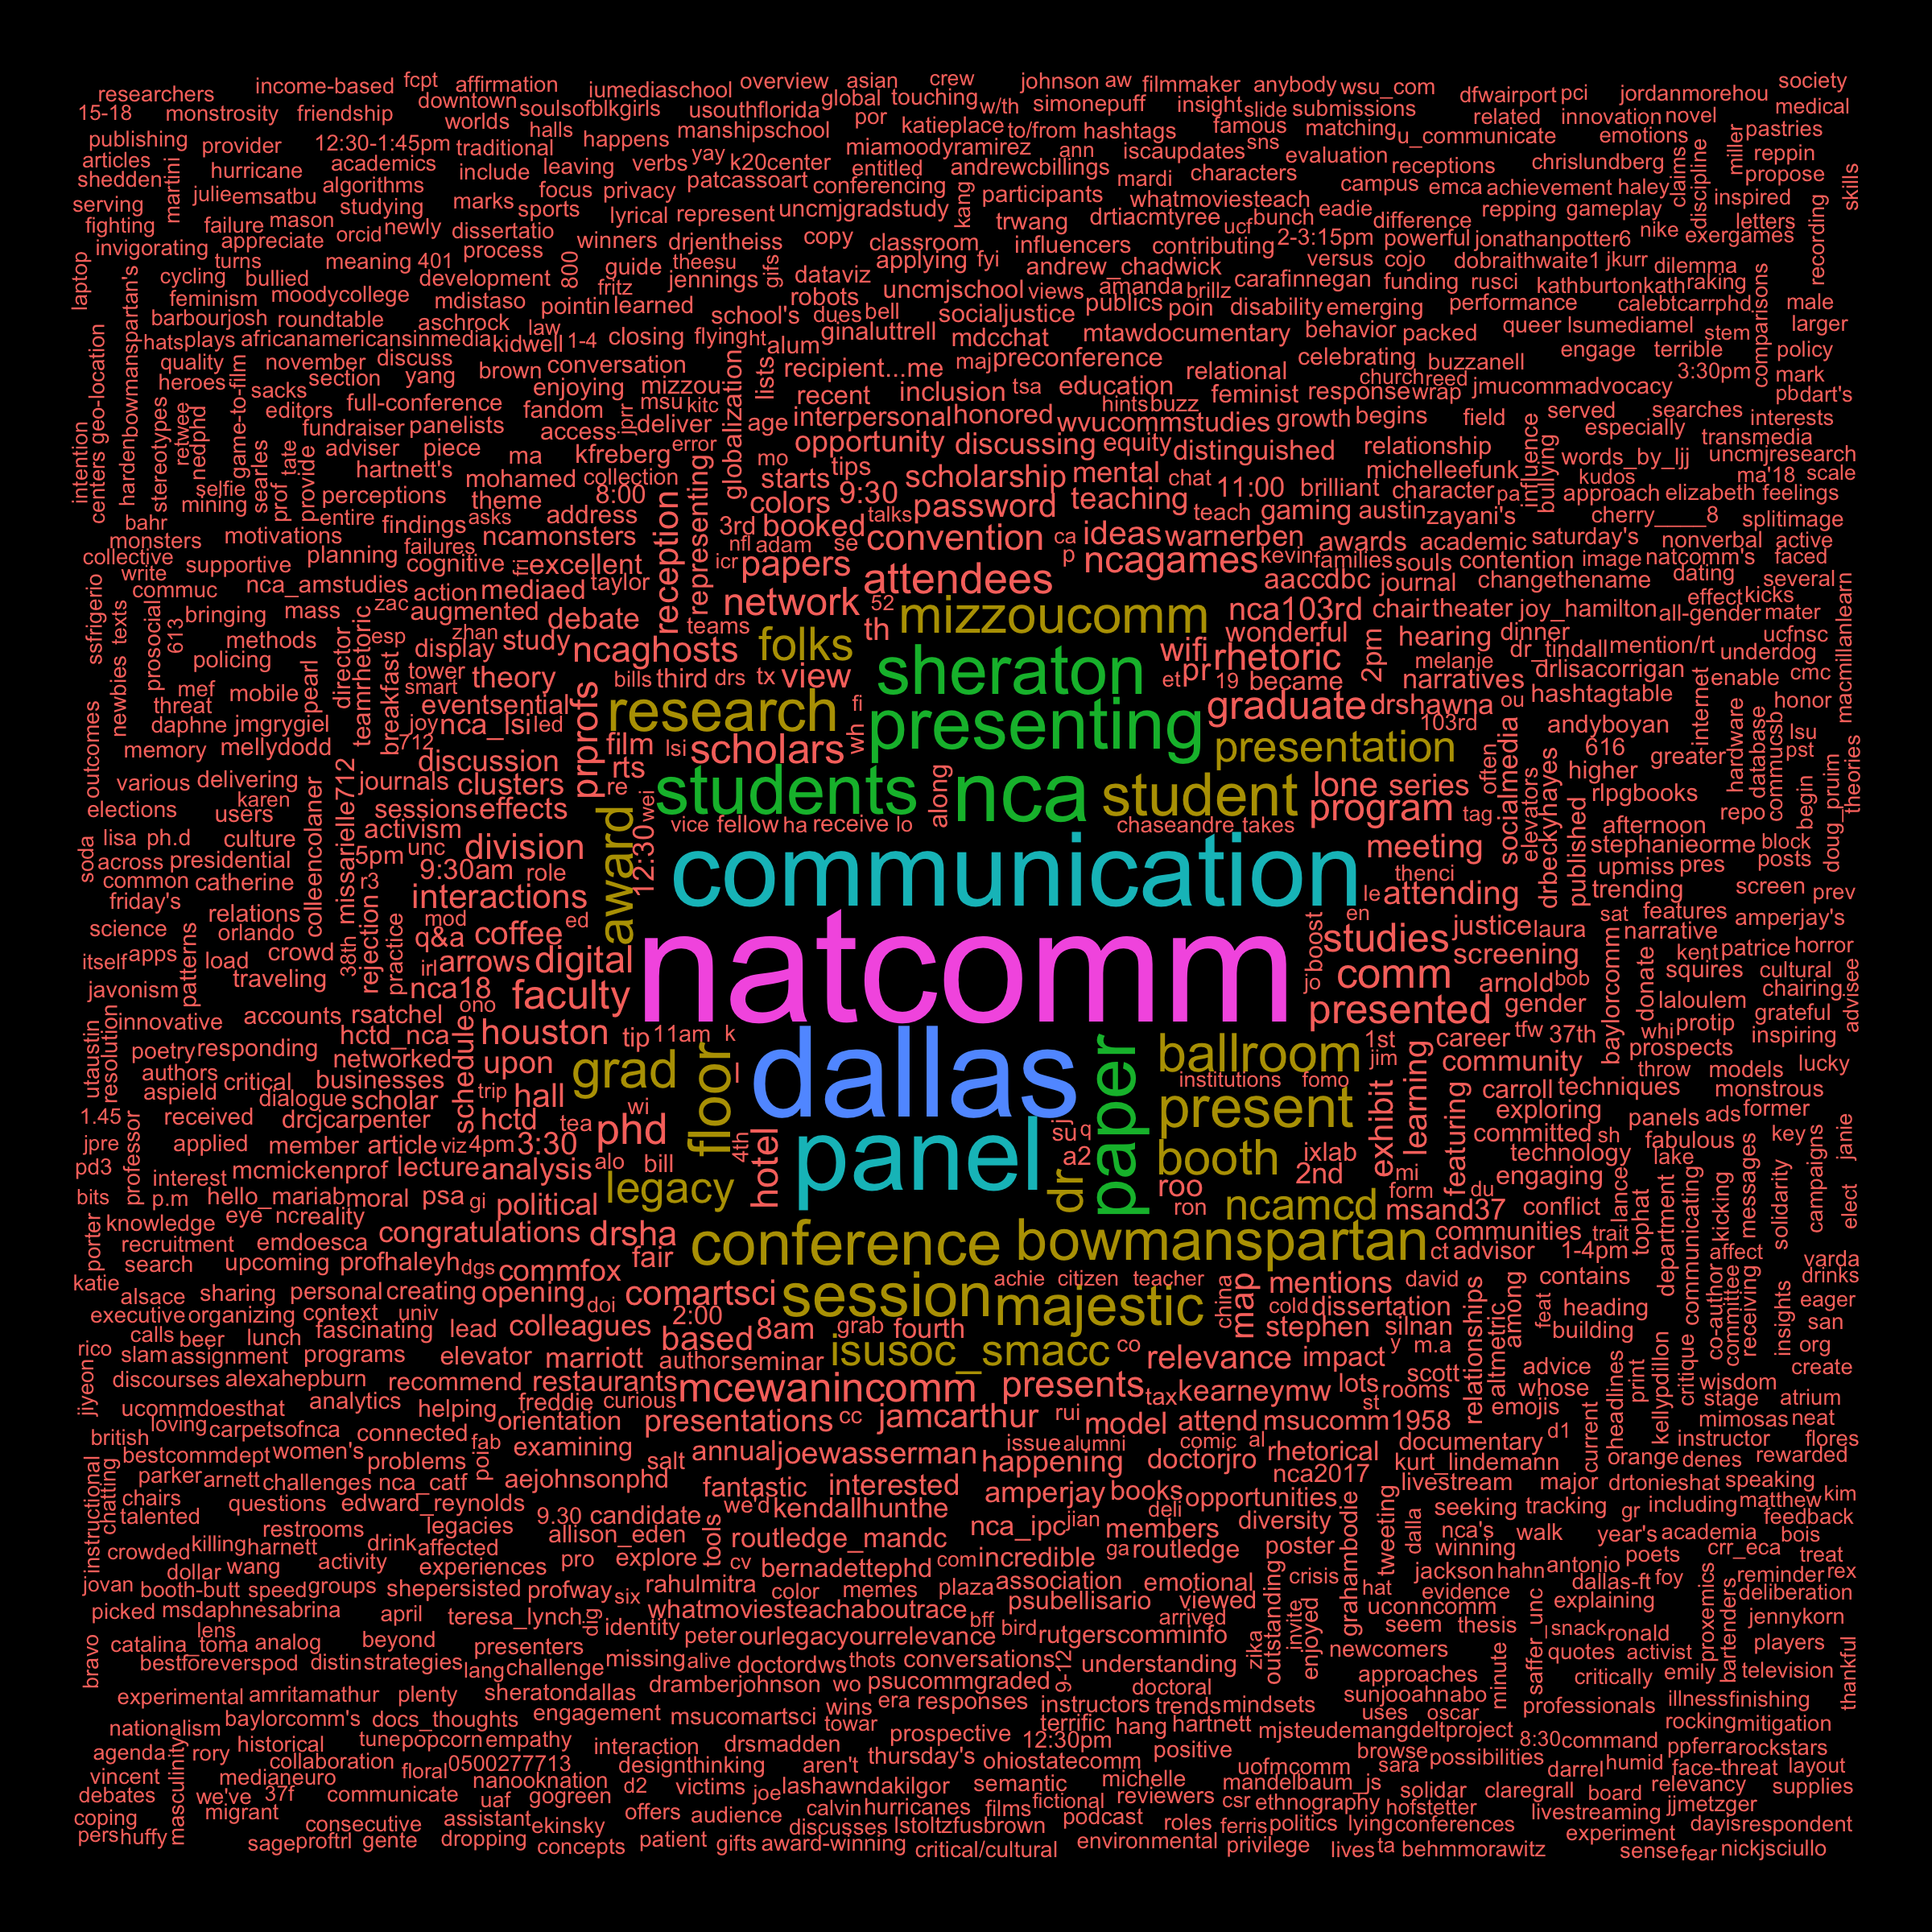 researchers income-based fcpt affirmation iumediaschool overview asian crew johnson aw filmmaker anybody wsu_com dfwairport pci jordanmorehou society
15-18 monstrosity friendship downtown soulsofblkgirls usouthflorida global touching w/th simonepuff insight slide submissions related innovation novel medical
publishing provider 12:30-1:45pm traditional worlds halls happens manshipschool por katieplace to/from hashtags famous matching u_communicate emotions miller pastries
articles martini hurricane academics include leaving verbs yay k20center miamoodyramirez entitled ann iscaupdates sns evaluation receptions chrislundberg claims discipline reppin
shedden julieemsatbu algorithms focus privacy patcassoart conferencing andrewcbillings mardi characters campus emca achievement haley propose skills
serving studying marks sports lyrical represent uncmjgradstudy kang participants whatmoviesteach ucf bunch eadie difference repping gameplay inspired
fighting failure mason orcid newly dissertatio winners drjentheiss copy classroom trwang drtiacmtyree 2-3:15pm powerful jonathanpotter6 nike letters recording
invigorating appreciate turns meaning 401 process 800 guide theesu gifs applying fyi influencers contributing versus cojo dobraithwaite1 jkurr exergames
laptop cycling bullied development fritz jennings dataviz andrew_chadwick carafinnegan funding rusci dilemma
bowmanspartan's feminism moodycollege mdistaso pointin learned robots uncmjschool views amanda brillz kathburtonkath raking comparisons
barbourjosh roundtable aschrock law school's dues bell socialjustice publics poin disability emerging performance calebtcarrphd male
hats plays africanamericansinmedia kidwell 1-4 closing flying ht alum ginaluttrell mdcchat mtawdocumentary behavior packed queer lsumediamel stem larger
geo-location quality november discuss brown conversation globalization lists recipient...me maj preconference relational celebrating buzzanell engage terrible policy
heroes sacks section yang enjoying mizzou recent inclusion tsa education feminist church reed response wrap jmucommadvocacy 3:30pm mark pbdart's
intention centers harden stereotypes retwee nedphd game-to-film editors full-conference fandom access jpr msu kitc deliver age interpersonal honored hints buzz wvucommstudies growth begins field served searches interests
fundraiser panelists adviser piece ma kfreberg error mo opportunity discussing equity distinguished relationship influence bullying especially transmedia
selfie mining searles prof tate provide hartnett's mohamed collection representing starts tips scholarship mental chat michelleefunk words_by_ljj uncmjresearch kudos ma'18 scale
perceptions theme 8:00 reception colors 9:30 password teaching 11:00 brilliant character pa approach elizabeth feelings
bahr entire findings asks address 3rd booked talks convention ideas teach gaming austin zayani's cherry____8 splitimage
monsters motivations ncamonsters nfl adam se ca warnerben awards academic saturday's nonverbal active
collective supportive planning failures cognitive fil excellent icr papers attendees p ncagames kevin families souls contention image natcomm's faced
write commuc nca_amstudies action mediaed taylor network 52 mizzoucomm aaccdbc journal changethename dating several
ssfrigerio texts prosocial bringing mass rhetoric zac augmented debate teams folks th nca103rd chair theater joy_hamilton all-gender effect kicks mater macmillanlearn
newbies 613 methods esp display zhan study ncaghosts sheraton wifi wonderful 2pm hearing dinner dr_tindall mention/rt ucfnsc
policing pearl director teamrhetoric breakfast tower theory bills third drs tx view pr rhetoric melanie drlisacorrigan underdog
mef mobile smart eventsential research fi et 19 became narratives ou hashtagtable internet enable cmc
outcomes threat daphne jmgrygiel joy nca_lsi led prprofs presenting graduate drshawna 103rd socialmedia andyboyan honor
memory mellydodd 712 discussion film lsi scholars wh presentation often 616 greater hardware database lsu
various delivering missarielle712 journals clusters rts re students nca student lone series drbeckyhayes higher rlpgbooks pst commucsb theories
elections karen users colleencolaner sessions effects award along program tag elevators published afternoon repo begin doug_pruim
soda lisa ph.d culture activism unc division wei vice fellow ha receive lo chaseandre takes meeting stephanieorme block
across presidential 5pm 9:30am role 12:30 communication thenci upmiss pres posts
common catherine r3 interactions le attending trending screen prev
friday's relations rejection mod ed en boost justice laura sat features amperjay's
science orlando 38th practice q&a coffee natcomm studies screening baylorcomm narrative kent patrice horror
itself apps patterns load crowd irl arrows digital jo comm arnold bob donate squires cultural
javonism traveling nca18 ono faculty presented gender laloulem chairing advisee
utaustin resolution innovative accounts rsatchel schedule houston tip 11am k dallas paper ballroom 1st career tfw 37th whi protip grateful
poetry responding hctd_nca networked upon grad floor jim learning community prospects inspiring
authors critical businesses trip hall l institutions fomo exhibit featuring carroll techniques throw models lucky
aspield dialogue scholar wi present exploring monstrous
1.45 received drcjcarpenter hctd tea phd panel su j q committed sh panels ads former
jpre professor applied member article viz 4pm 3:30 4th hotel a2 booth ixlab technology fabulous key janie
pd3 interest mcmickenprof lecture analysis alo bill dr roo 2nd mi engaging lance lake messages campaigns
bits p.m hello_mariab moral psa gi political legacy ron ncamcd form du msand37 conflict department communicating kicking solidarity elect
porter knowledge eye ncreality congratulations drsha conference bowmanspartan communities trait tophat
recruitment emdoesca fair ct advisor 1-4pm affect varda
katie search upcoming profhaleyh dgs commfox achie citizen teacher china map mentions david relationships contains co-author receiving drinks
alsace sharing personal creating opening doi comartsci session majestic cold dissertation among feat heading committee insights eager
executive organizing context univ 2:00 stephen silnan building san
rico calls beer lunch fascinating lead colleagues based 8am grab fourth y m.a altmetric org
slam assignment programs elevator marriott author seminar isusoc_smacc co relevance impact scott advice headlines print critique create
jiyeon discourses alexahepburn recommend restaurants mcewanincomm presents tax kearneymw lots rooms whose kellypdillon wisdom
ucommdoesthat analytics helping freddie curious st emojis stage atrium
loving carpetsofnca orientation presentations cc jamcarthur rui model attend msucomm1958 current mimosas neat
british connected fab examining issue alumni comic al documentary d1 instructor flores
instructional chatting bestcommdept women's problems poig salt annual joewasserman happening doctorjro rhetorical kurt_lindemann orange denes rewarded
parker arnett challenges nca_catf aejohnsonphd fantastic interested nca2017 livestream major drtonieshat speaking
chairs questions edward_reynolds we'd kendallhunthe amperjay books opportunities tweeting seeking tracking gr including matthew kim
talented restrooms legacies 9.30 candidate tools nca_ipc jian deli members diversity grahambodie dalla nca's walk year's academia feedback
crowded killing harnett drink affected allison_eden routledge_mandc ga routledge poster winning poets crr_eca bois treat
dollar wang activity experiences pro explore cv bernadettephd com incredible outstanding crisis jackson hahn antonio dallas-ft foy proxemics reminder rex
jovan booth-butt speed groups shepersisted profway six rahulmitra color memes plaza association emotional hat evidence explaining deliberation
picked msdaphnesabrina april teresa_lynch dig whatmoviesteachaboutrace bff psubellisario viewed invite enjoyed uconncomm saffer_unc bartenders jennykorn
bravo lens catalina_toma analog beyond presenters identity peter ourlegacyyourrelevance bird rutgerscomminfo arrived zika seem thesis _snack ronald players thankful
bestforeverspod distin strategies lang challenge missing alive doctordws thots conversations 9-12 understanding newcomers minute quotes activist television
experimental amritamathur plenty sheratondallas dramberjohnson wo psucommgraded doctoral approaches critically emily illness finishing
nationalism baylorcomm's docs_thoughts engagement msucomartsci wins era responses instructors trends mindsets sunjooahnabo professionals rocking mitigation
agenda masculinity historical tunepopcorn empathy interaction drsmadden towar prospective terrific hang hartnett mjsteudeman uses oscar gdeltproject 8:30 command ppferra rockstars
rory collaboration floral 0500277713 designthinking aren't thursday's 12:30pm ohiostatecomm positive browse possibilities darrel humid face-threat layout
vincent medianeuro nanooknation d2 victims joe lashawndakilgor semantic michelle mandelbaum_js sara solidar claregrall board relevancy supplies
debates we've 37f communicate uaf gogreen offers audience calvin hurricanes films fictional reviewers csr ethnography hofstetter livestreaming jjmetzger
coping migrant consecutive assistant ekinsky discusses lstoltzfusbrown podcast roles ferris politics lying conferences experiment dayis respondent
pers huffy sage proftrl gente dropping concepts patient gifts award-winning critical/cultural environmental privilege lives ta behmmorawitz sense fear nickjsciullo